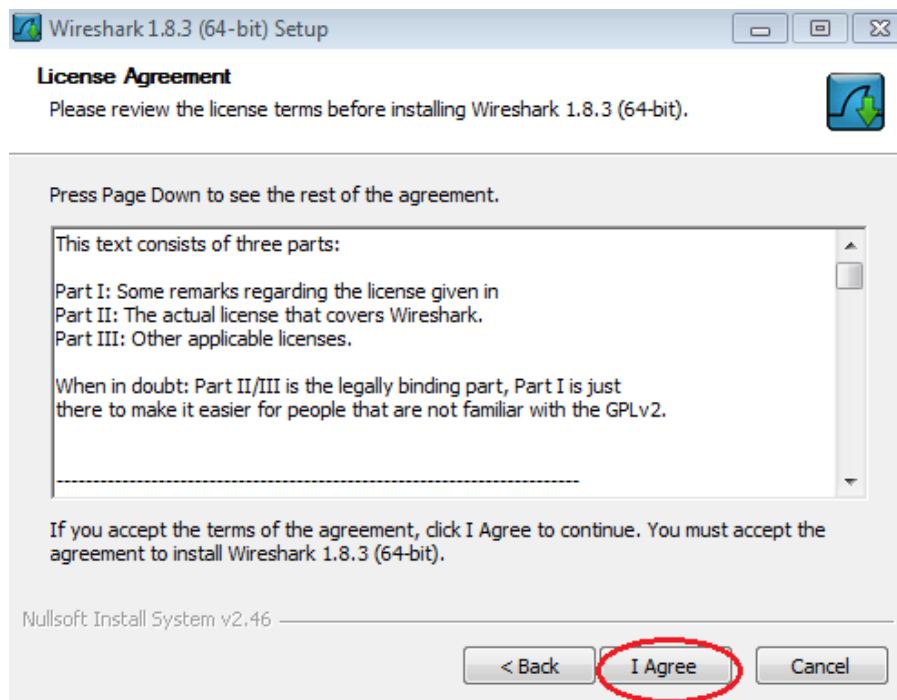 Wireshark 1.8.3 (64-bit) Setup
License Agreement
Please review the license terms before installing Wireshark 1.8.3 (64-bit).
Press Page Down to see the rest of the agreement.
This text consists of three parts:
Part I: Some remarks regarding the license given in
Part II: The actual license that covers Wireshark.
Part III: Other applicable licenses.
When in doubt: Part II/III is the legally binding part, Part I is just
there to make it easier for people that are not familiar with the GPLv2.
------------------------------------------------------------------------
If you accept the terms of the agreement, click I Agree to continue. You must accept the
agreement to install Wireshark 1.8.3 (64-bit).
Nullsoft Install System v2.46
< Back I Agree Cancel